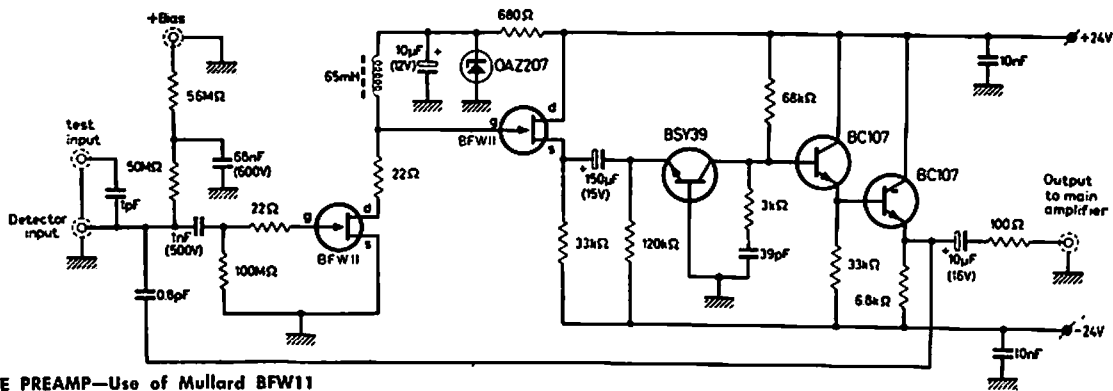 +Bias
680Ω
+24V
10µF
(12V)
OAZ207
10nF
65mH
56MΩ
68kΩ
d
g
BFW11
s
BSY39
BC107
test
input
50MΩ
68nF
(600V)
22Ω
150µF
(15V)
BC107
Output
to main
amplifier
1pF
Detector
input
1nF
(500V)
22Ω
g
d
s
BFW11
100MΩ
3kΩ
100Ω
33kΩ
120kΩ
39pF
33kΩ
10µF
(16V)
6.8kΩ
0.8pF
-24V
10nF
E PREAMP—Use of Mullard BFW11